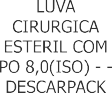 LUVA
CIRURGICA
ESTERIL COM
PO 8,0(ISO) - -
DESCARPACK